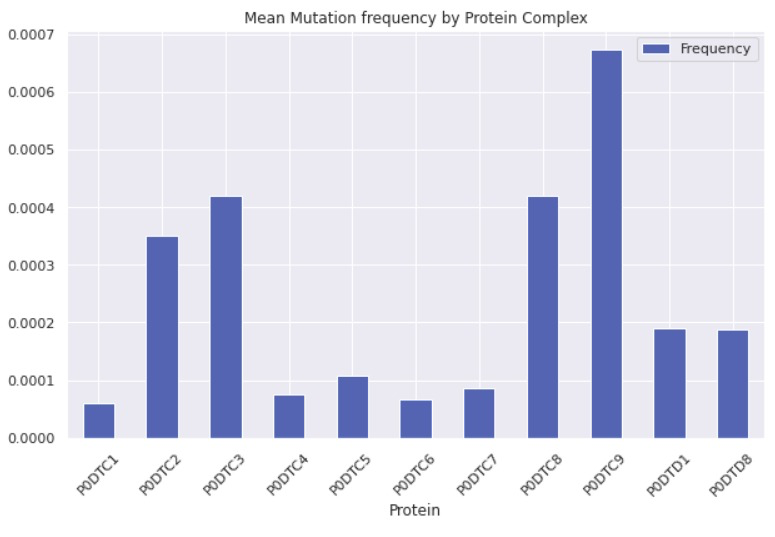 Mean Mutation frequency by Protein Complex
Frequency
0.0007
0.0006
0.0005
0.0004
0.0003
0.0002
0.0001
0.0000
P0DTC1
P0DTC2
P0DTC3
P0DTC4
P0DTC5
P0DTC6
P0DTC7
P0DTC8
P0DTC9
P0DTD1
P0DTD8
Protein